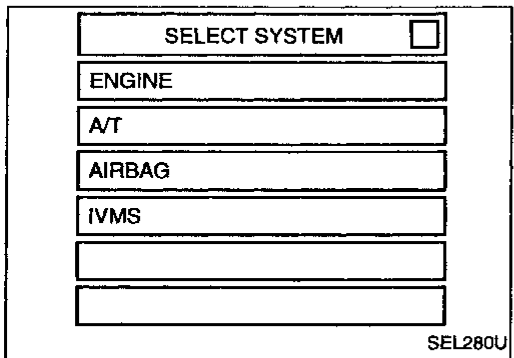 SELECT SYSTEM
ENGINE
A/T
AIRBAG
IVMS
SEL280U